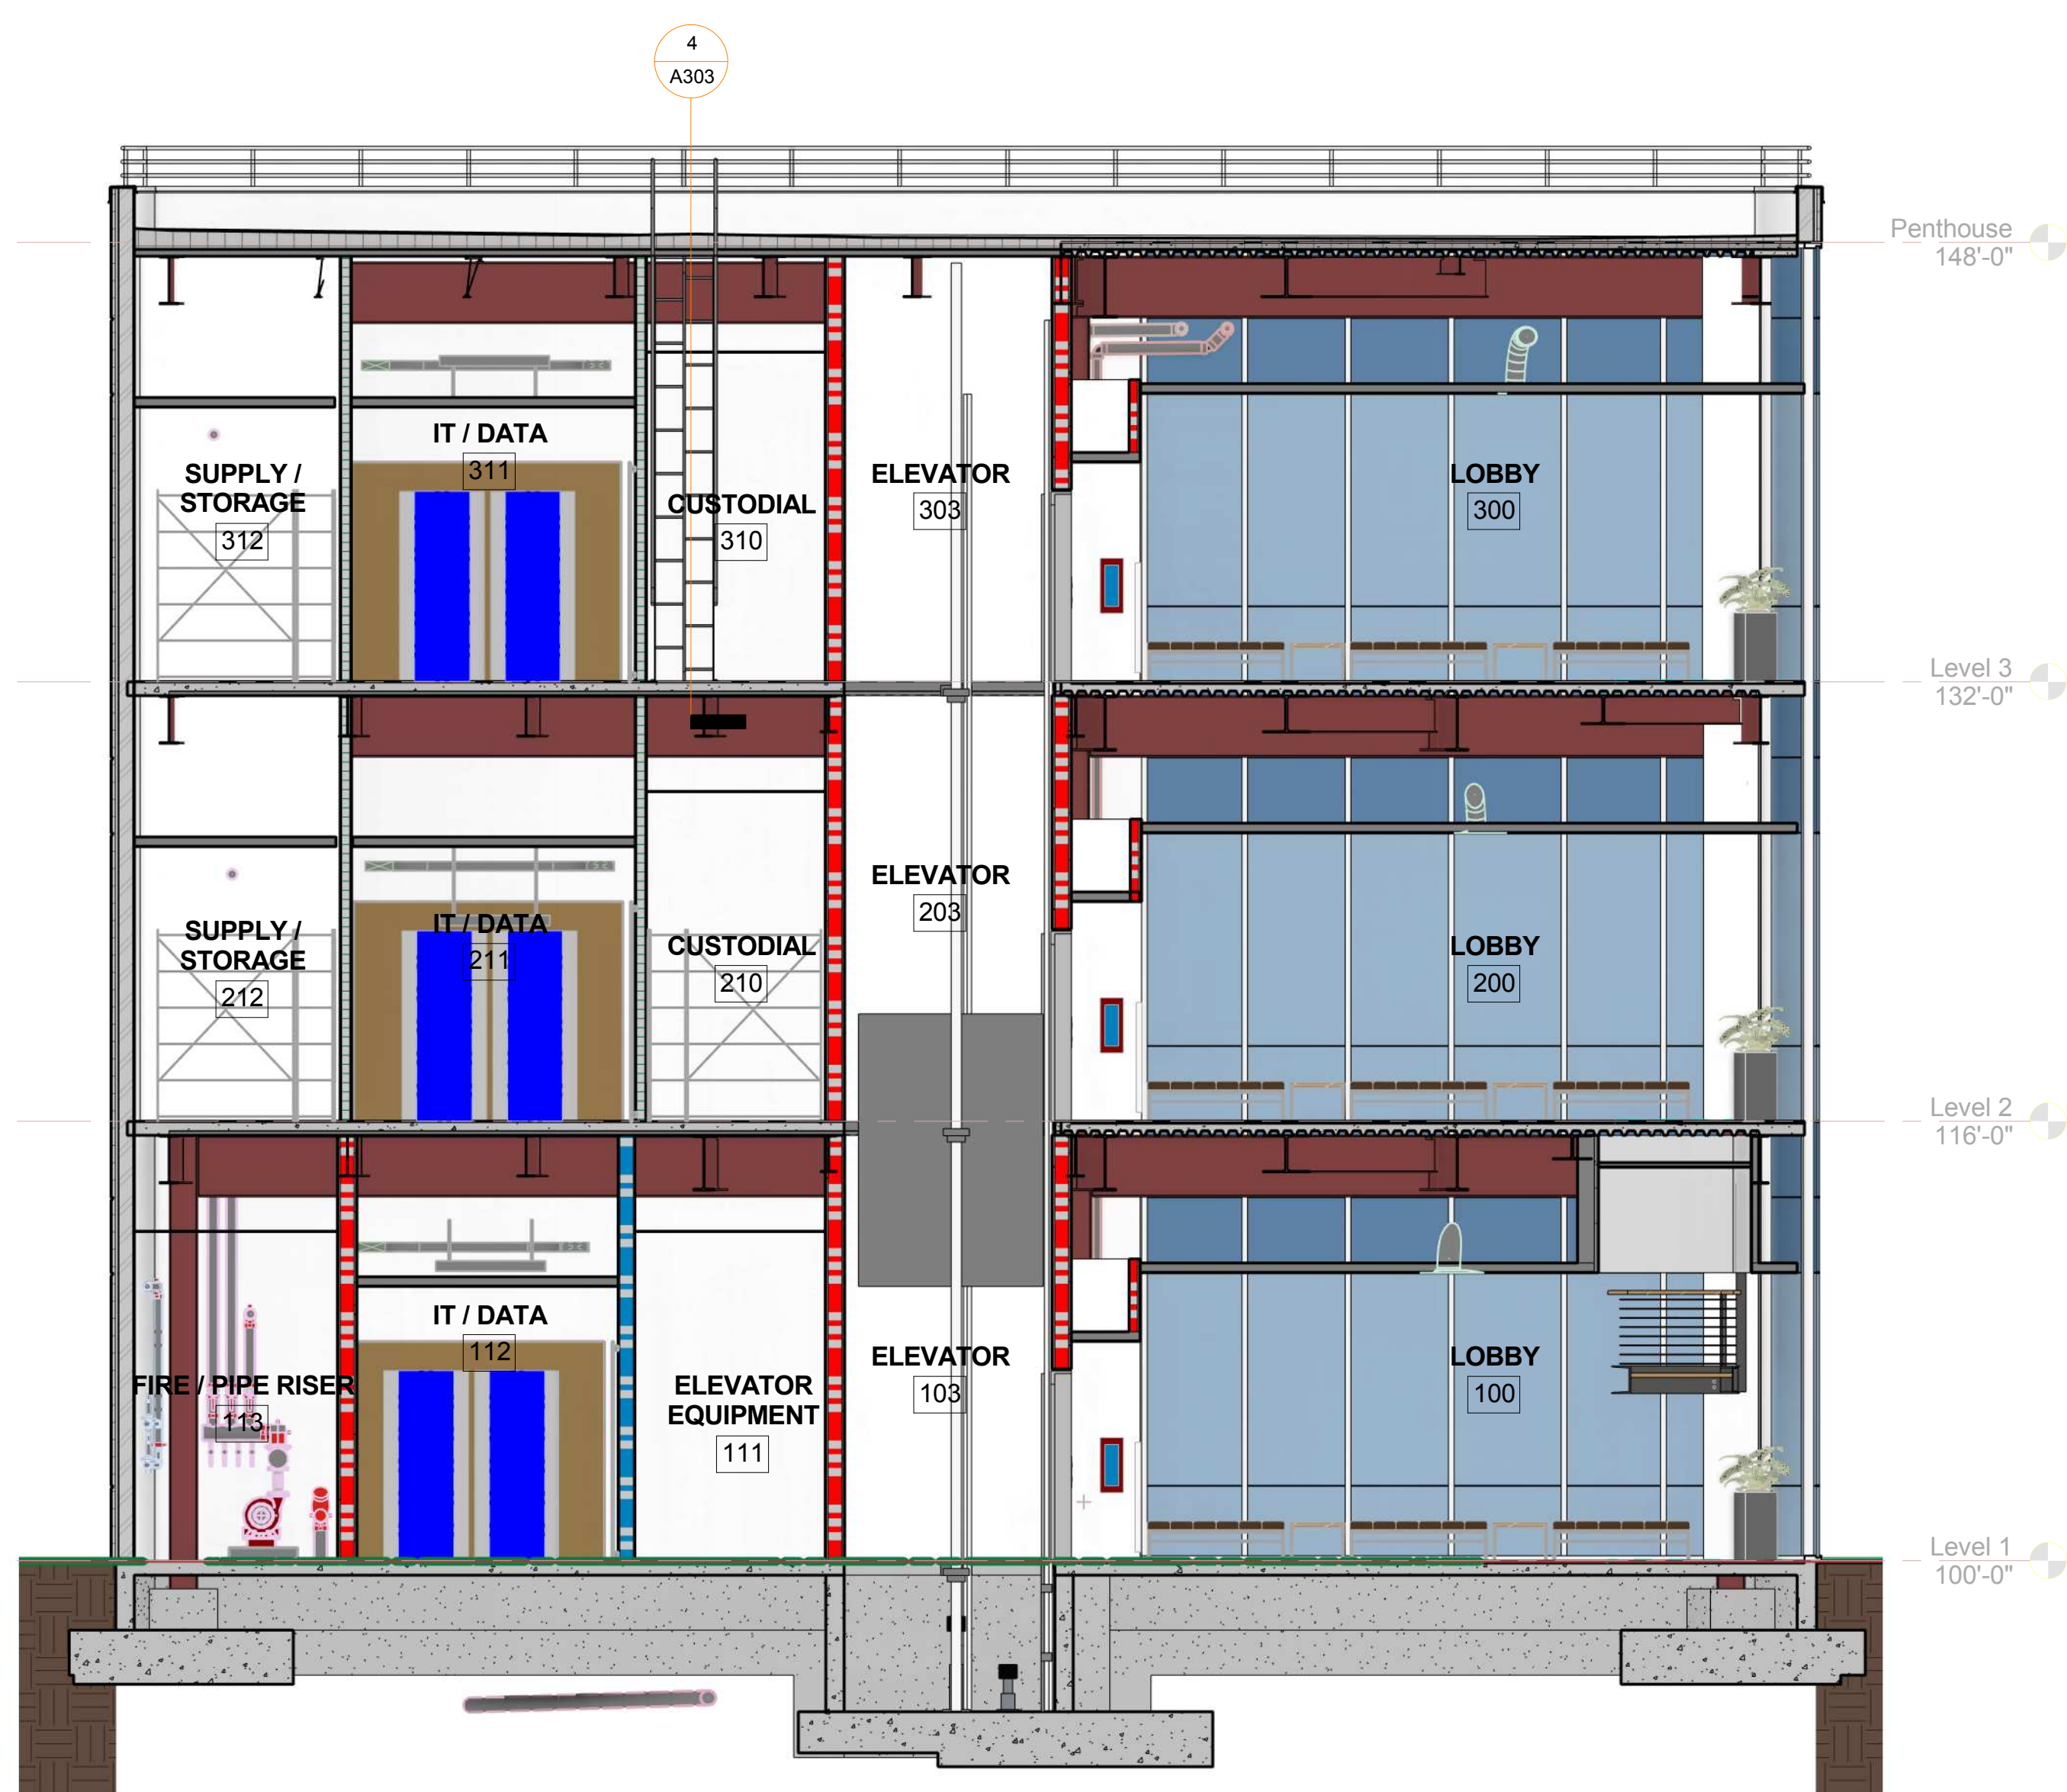 4
A303
Penthouse
148'-0"
IT / DATA
311
SUPPLY /
STORAGE
312
CUSTODIAL
310
ELEVATOR
303
LOBBY
300
Level 3
132'-0"
ELEVATOR
203
IT / DATA
211
SUPPLY /
STORAGE
212
CUSTODIAL
210
LOBBY
200
Level 2
116'-0"
IT / DATA
112
FIRE / PIPE RISER
113
ELEVATOR
EQUIPMENT
111
ELEVATOR
103
LOBBY
100
Level 1
100'-0"